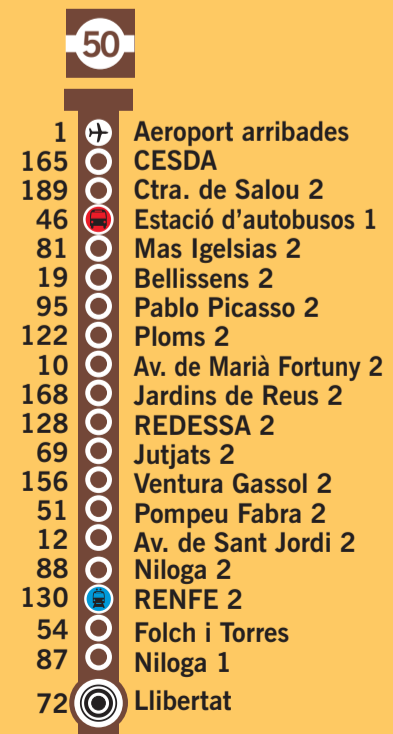 50
1 Aeroport arribades
165 CESDA
189 Ctra. de Salou 2
46 Estació d'autobusos 1
81 Mas Igelsias 2
19 Bellissens 2
95 Pablo Picasso 2
122 Ploms 2
10 Av. de Marià Fortuny 2
168 Jardins de Reus 2
128 REDESSA 2
69 Jutjats 2
156 Ventura Gassol 2
51 Pompeu Fabra 2
12 Av. de Sant Jordi 2
88 Niloga 2
130 RENFE 2
54 Folch i Torres
87 Niloga 1
72 Llibertat